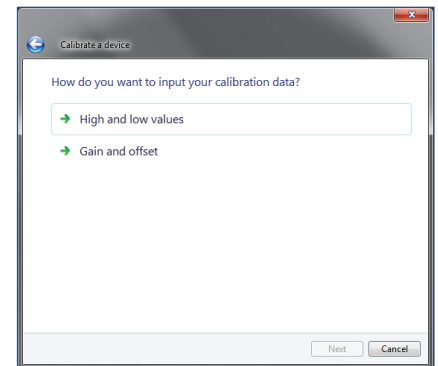 Calibrate a device
How do you want to input your calibration data?
High and low values
Gain and offset
Next Cancel